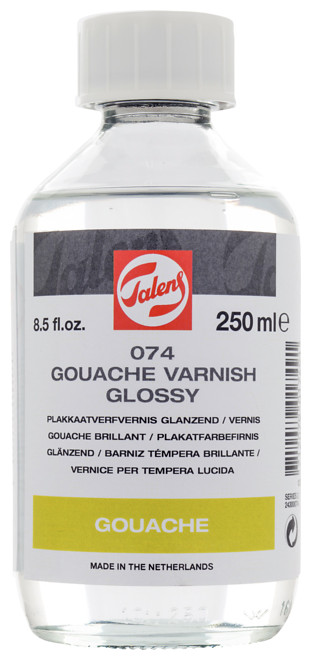 Talens
Talens
8.5 fl.oz.
250 ml e
074
GOUACHE VARNISH
GLOSSY
PLAKKAATVERFVERNIS GLANZEND / VERNIS
GOUACHE BRILLANT / PLAKATFARBEFIRNIS
GLÄNZEND / BARNIZ TÉMPERA BRILLANTE /
VERNICE PER TEMPERA LUCIDA
GOUACHE
MADE IN THE NETHERLANDS